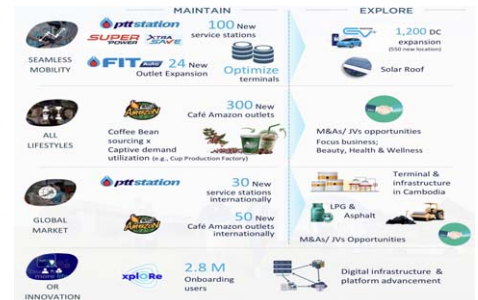 MAINTAIN
EXPLORE
pttstation
100 New
service stations
SUPER
POWER
XTRA
SAVE
FIT Auto
24 New
Outlet Expansion
Optimize
terminals
SEAMLESS
MOBILITY
EV
1,200 DC
expansion
(550 new location)
Solar Roof
ALL
LIFESTYLES
Amazon
300 New
Café Amazon outlets
Coffee Bean
sourcing x
Captive demand
utilization (e.g., Cup Production Factory)
M&As/ JVs opportunities
Focus business;
Beauty, Health & Wellness
GLOBAL
MARKET
pttstation
30 New
service stations
internationally
Amazon
50 New
Café Amazon outlets
internationally
Terminal &
infrastructure
in Cambodia
LPG &
Asphalt
M&As/ JVs Opportunities
OR
INNOVATION
xplORe
2.8 M
Onboarding
users
Digital infrastructure &
platform advancement